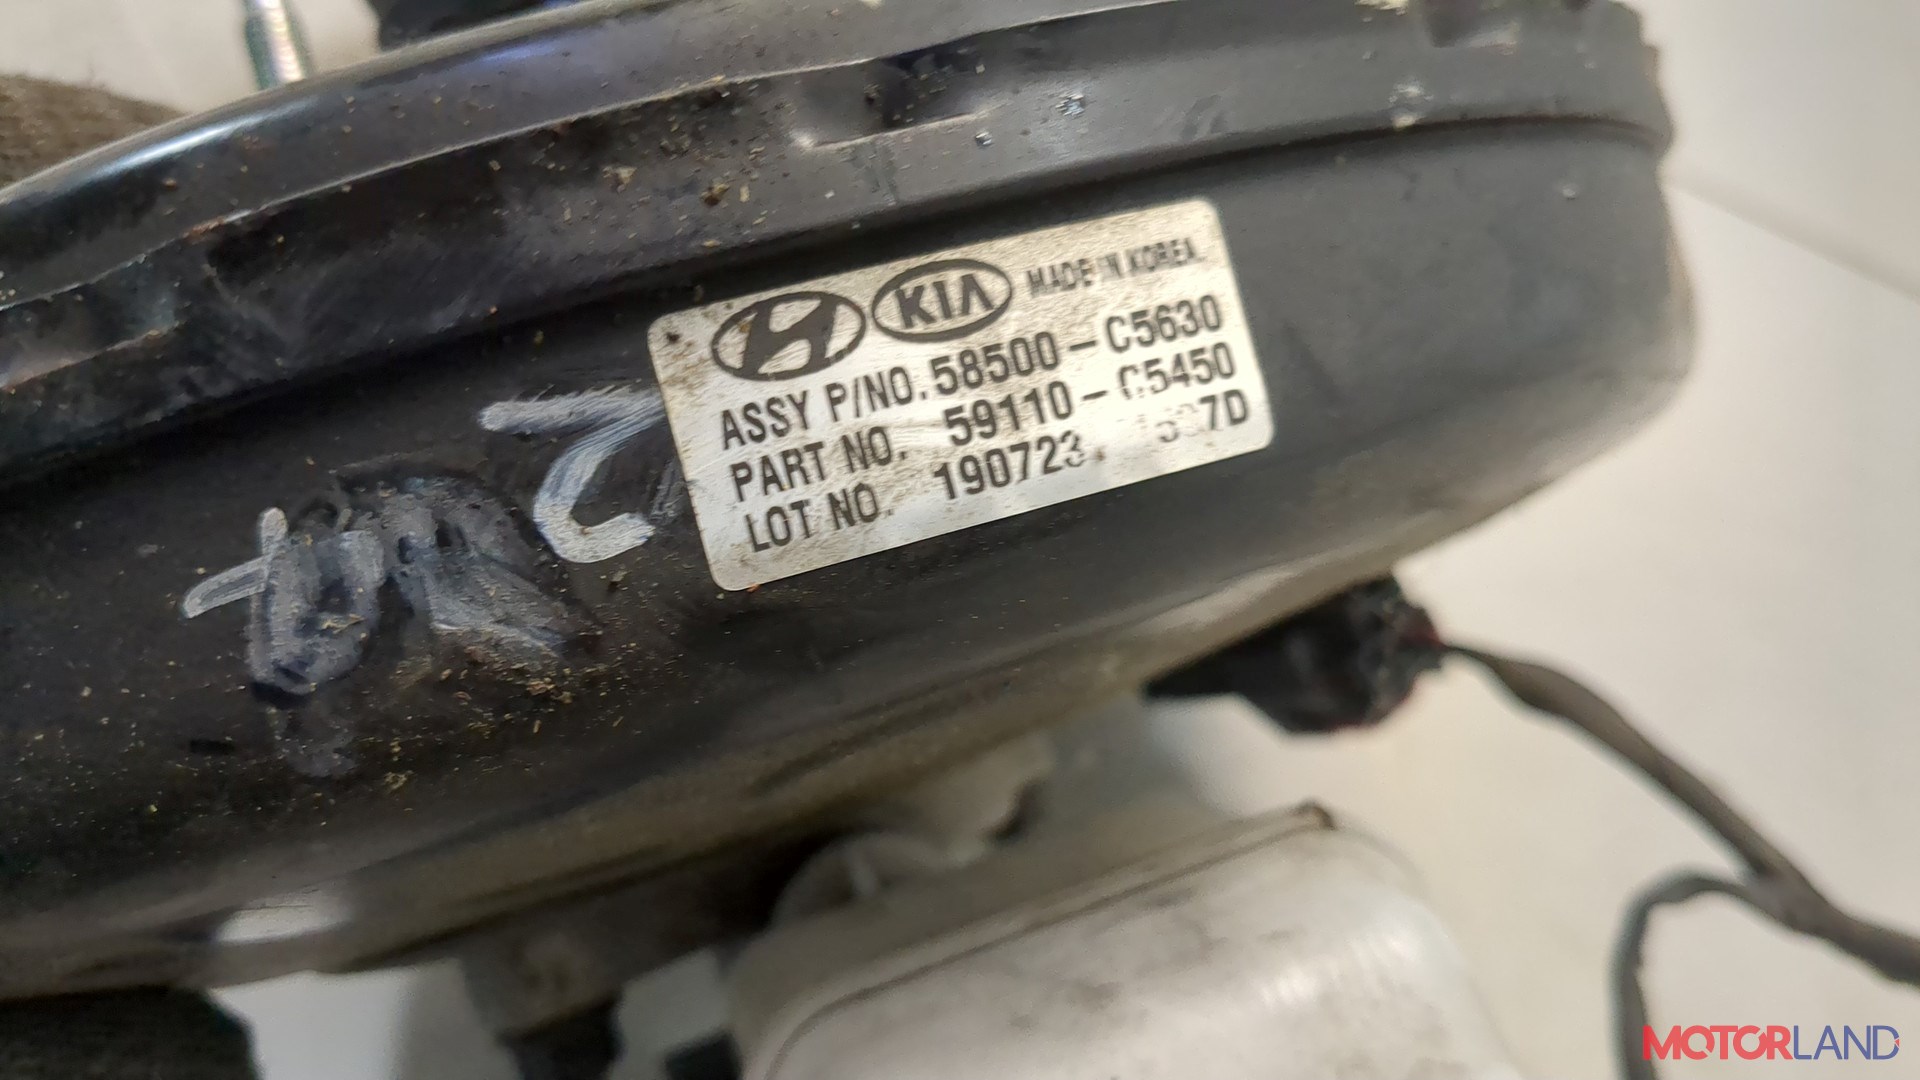 KIA MADE IN KOREA
ASSY P/NO. 58500-C5630
PART NO. 59110-C5450
LOT NO. 190723
MOTORLAND